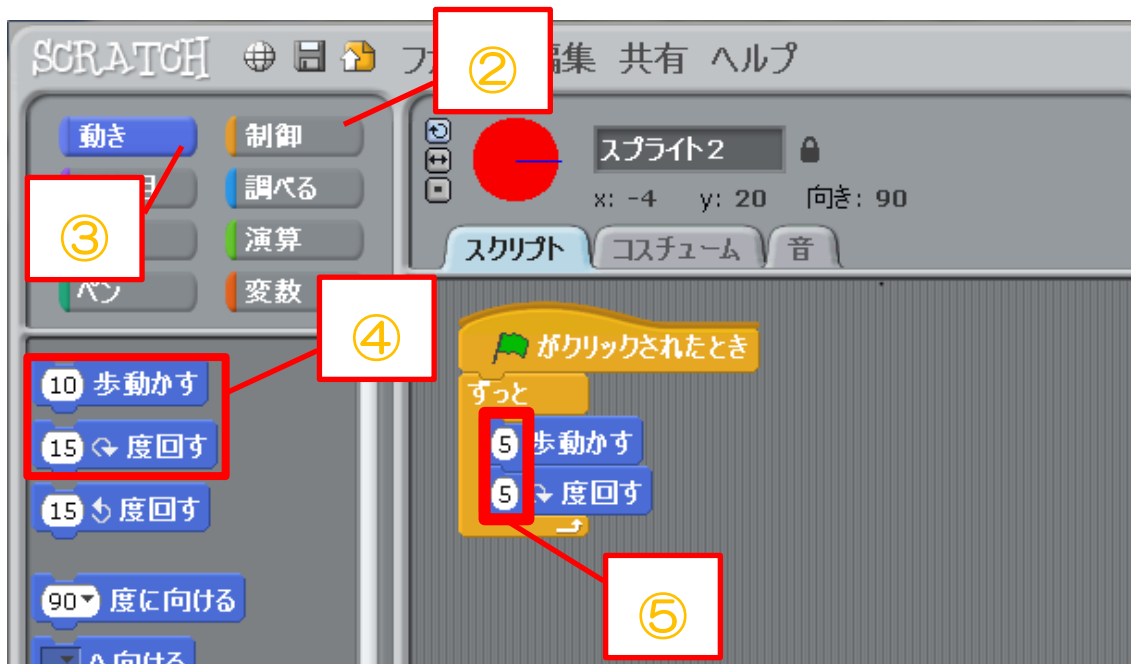 SCRATCH フ 編集 共有 ヘルプ
②
動き 制御
調べる
③
演算
ペン 変数
④
スプライト2
x: -4 y: 20 向き: 90
スクリプト コスチューム 音
10 歩動かす
15 度回す
15 度回す
90 度に向ける
へ向ける
がクリックされたとき
ずっと
5 歩動かす
5 度回す
⑤